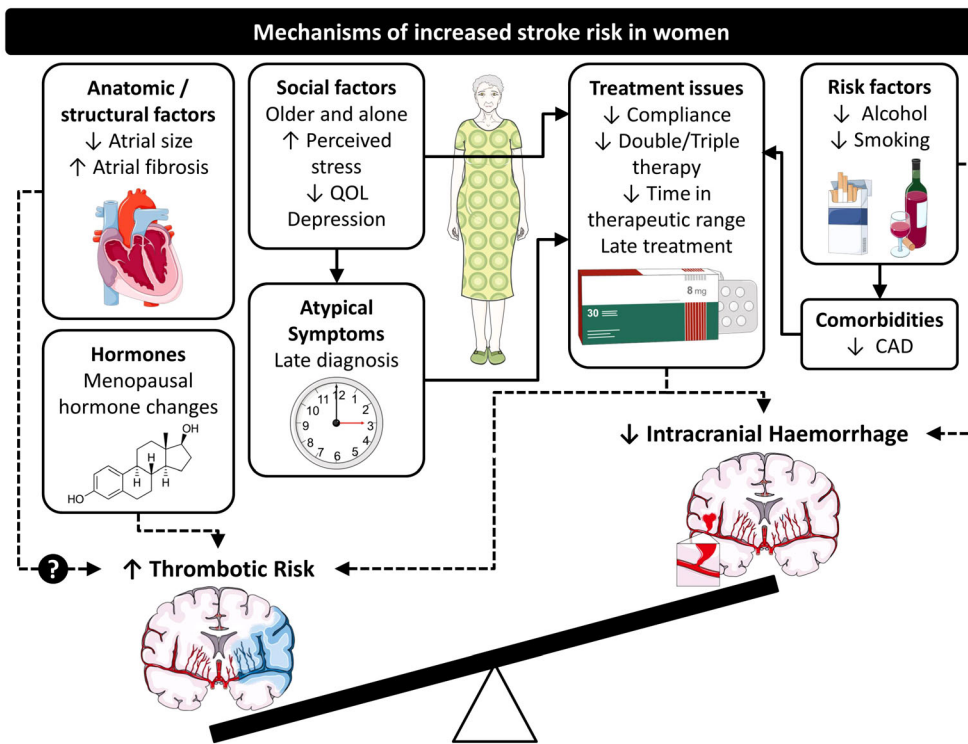 Mechanisms of increased stroke risk in women
Anatomic /
structural factors
↓ Atrial size
↑ Atrial fibrosis
Hormones
Menopausal
hormone changes
OH
HO
Social factors
Older and alone
↑ Perceived
stress
↓ QOL
Depression
Atypical
Symptoms
Late diagnosis
12
1
2
3
4
5
6
7
8
9
10
11
Treatment issues
↓ Compliance
↓ Double/Triple
therapy
↓ Time in
therapeutic range
Late treatment
8 mg
30
Risk factors
↓ Alcohol
↓ Smoking
Comorbidities
↓ CAD
↓ Intracranial Haemorrhage
?
↑ Thrombotic Risk